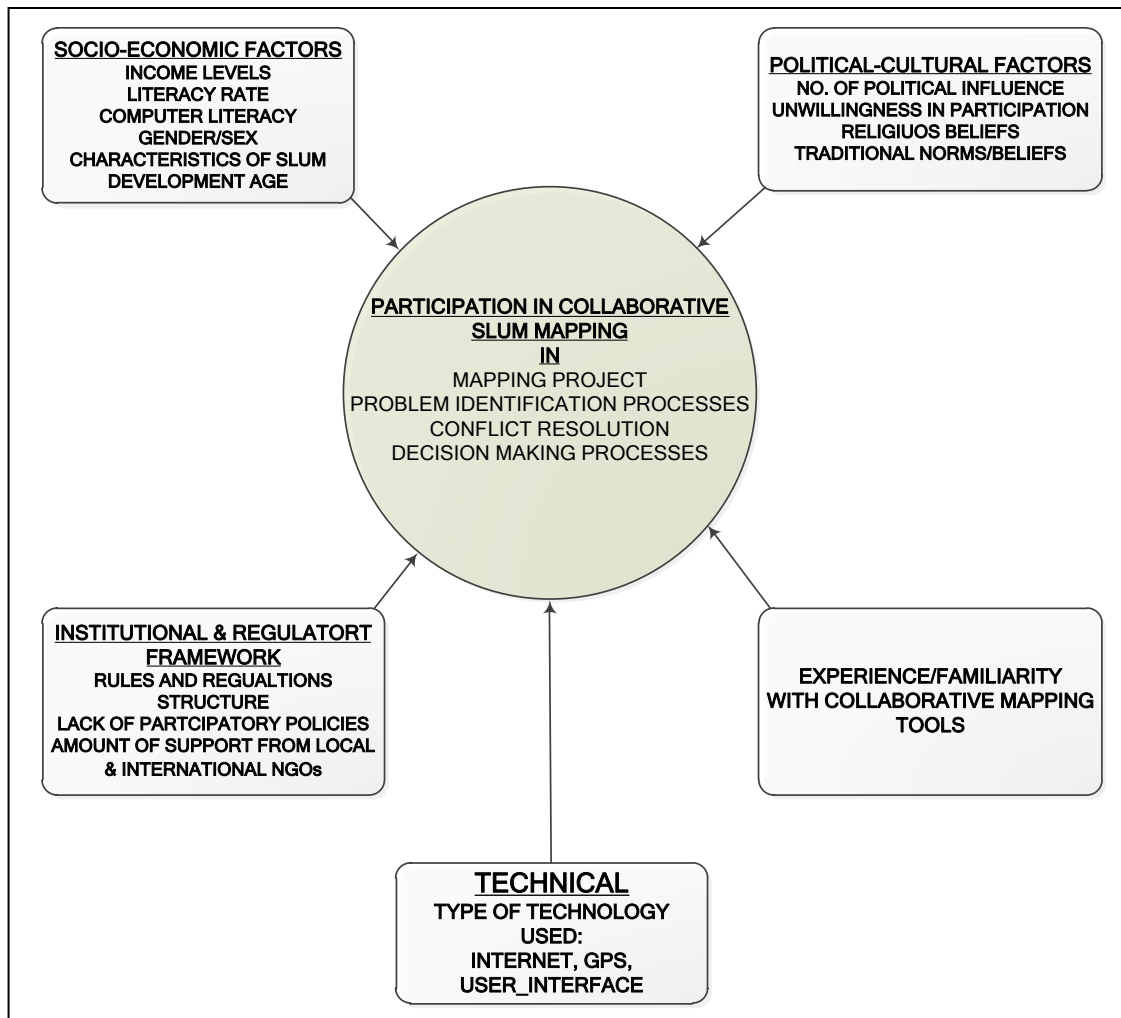 SOCIO-ECONOMIC FACTORS
INCOME LEVELS
LITERACY RATE
COMPUTER LITERACY
GENDER/SEX
CHARACTERISTICS OF SLUM
DEVELOPMENT AGE
POLITICAL-CULTURAL FACTORS
NO. OF POLITICAL INFLUENCE
UNWILLINGNESS IN PARTICIPATION
RELIGIUOS BELIEFS
TRADITIONAL NORMS/BELIEFS
PARTICIPATION IN COLLABORATIVE
SLUM MAPPING
IN
MAPPING PROJECT
PROBLEM IDENTIFICATION PROCESSES
CONFLICT RESOLUTION
DECISION MAKING PROCESSES
INSTITUTIONAL & REGULATORT
FRAMEWORK
RULES AND REGUALTIONS
STRUCTURE
LACK OF PARTCIPATORY POLICIES
AMOUNT OF SUPPORT FROM LOCAL
& INTERNATIONAL NGOs
EXPERIENCE/FAMILIARITY
WITH COLLABORATIVE MAPPING
TOOLS
TECHNICAL
TYPE OF TECHNOLOGY
USED:
INTERNET, GPS,
USER_INTERFACE